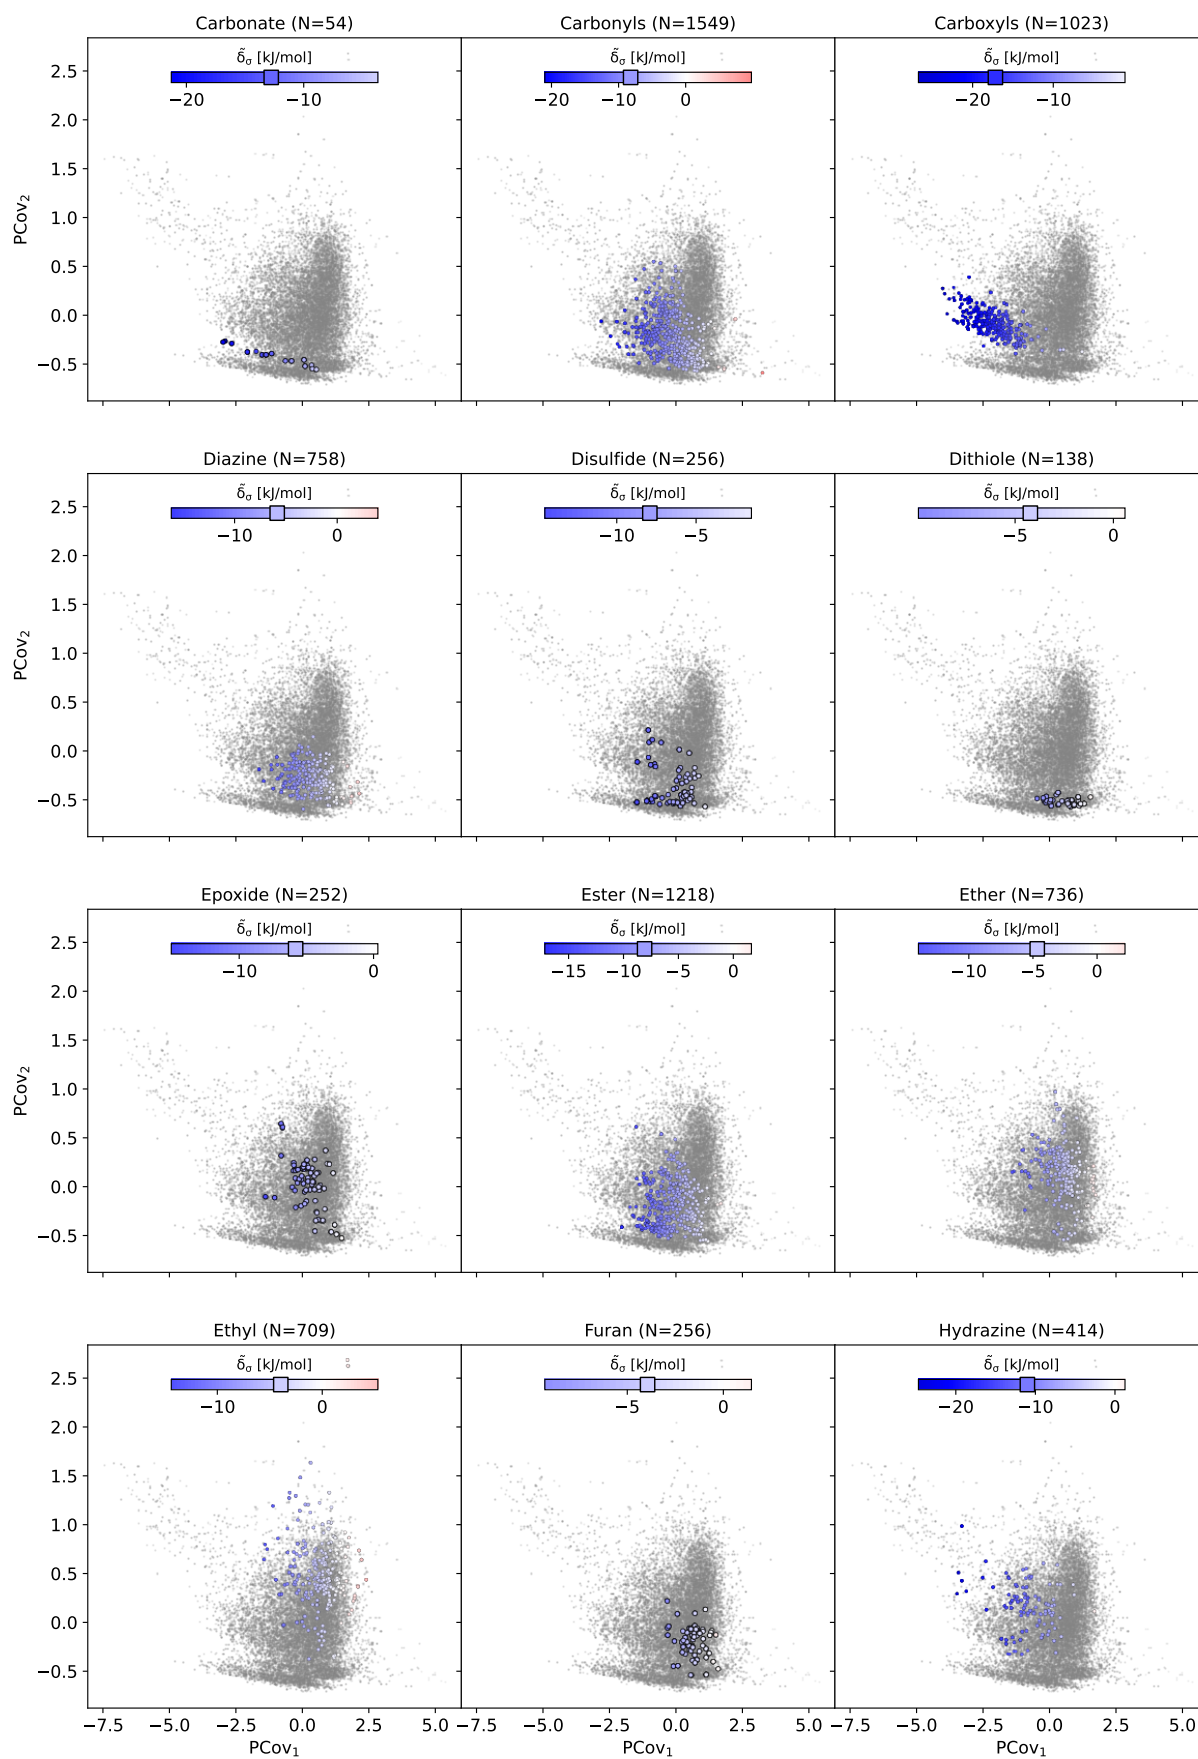 Carbonate (N=54) Carbonyls (N=1549) Carboxyls (N=1023)
δ̃σ [kJ/mol] δ̃σ [kJ/mol] δ̃σ [kJ/mol]
−20 −10 −20 −10 0 −20 −10
2.5
2.0
1.5
1.0
0.5
0.0
−0.5
PCov₂
Diazine (N=758) Disulfide (N=256) Dithiole (N=138)
δ̃σ [kJ/mol] δ̃σ [kJ/mol] δ̃σ [kJ/mol]
−10 0 −10 −5 −5 0
2.5
2.0
1.5
1.0
0.5
0.0
−0.5
PCov₂
Epoxide (N=252) Ester (N=1218) Ether (N=736)
δ̃σ [kJ/mol] δ̃σ [kJ/mol] δ̃σ [kJ/mol]
−10 0 −15 −10 −5 0 −10 −5 0
2.5
2.0
1.5
1.0
0.5
0.0
−0.5
PCov₂
Ethyl (N=709) Furan (N=256) Hydrazine (N=414)
δ̃σ [kJ/mol] δ̃σ [kJ/mol] δ̃σ [kJ/mol]
−10 0 −5 0 −20 −10 0
2.5
2.0
1.5
1.0
0.5
0.0
−0.5
PCov₂
−7.5 −5.0 −2.5 0.0 2.5 5.0 −7.5 −5.0 −2.5 0.0 2.5 5.0 −7.5 −5.0 −2.5 0.0 2.5 5.0
PCov₁ PCov₁ PCov₁